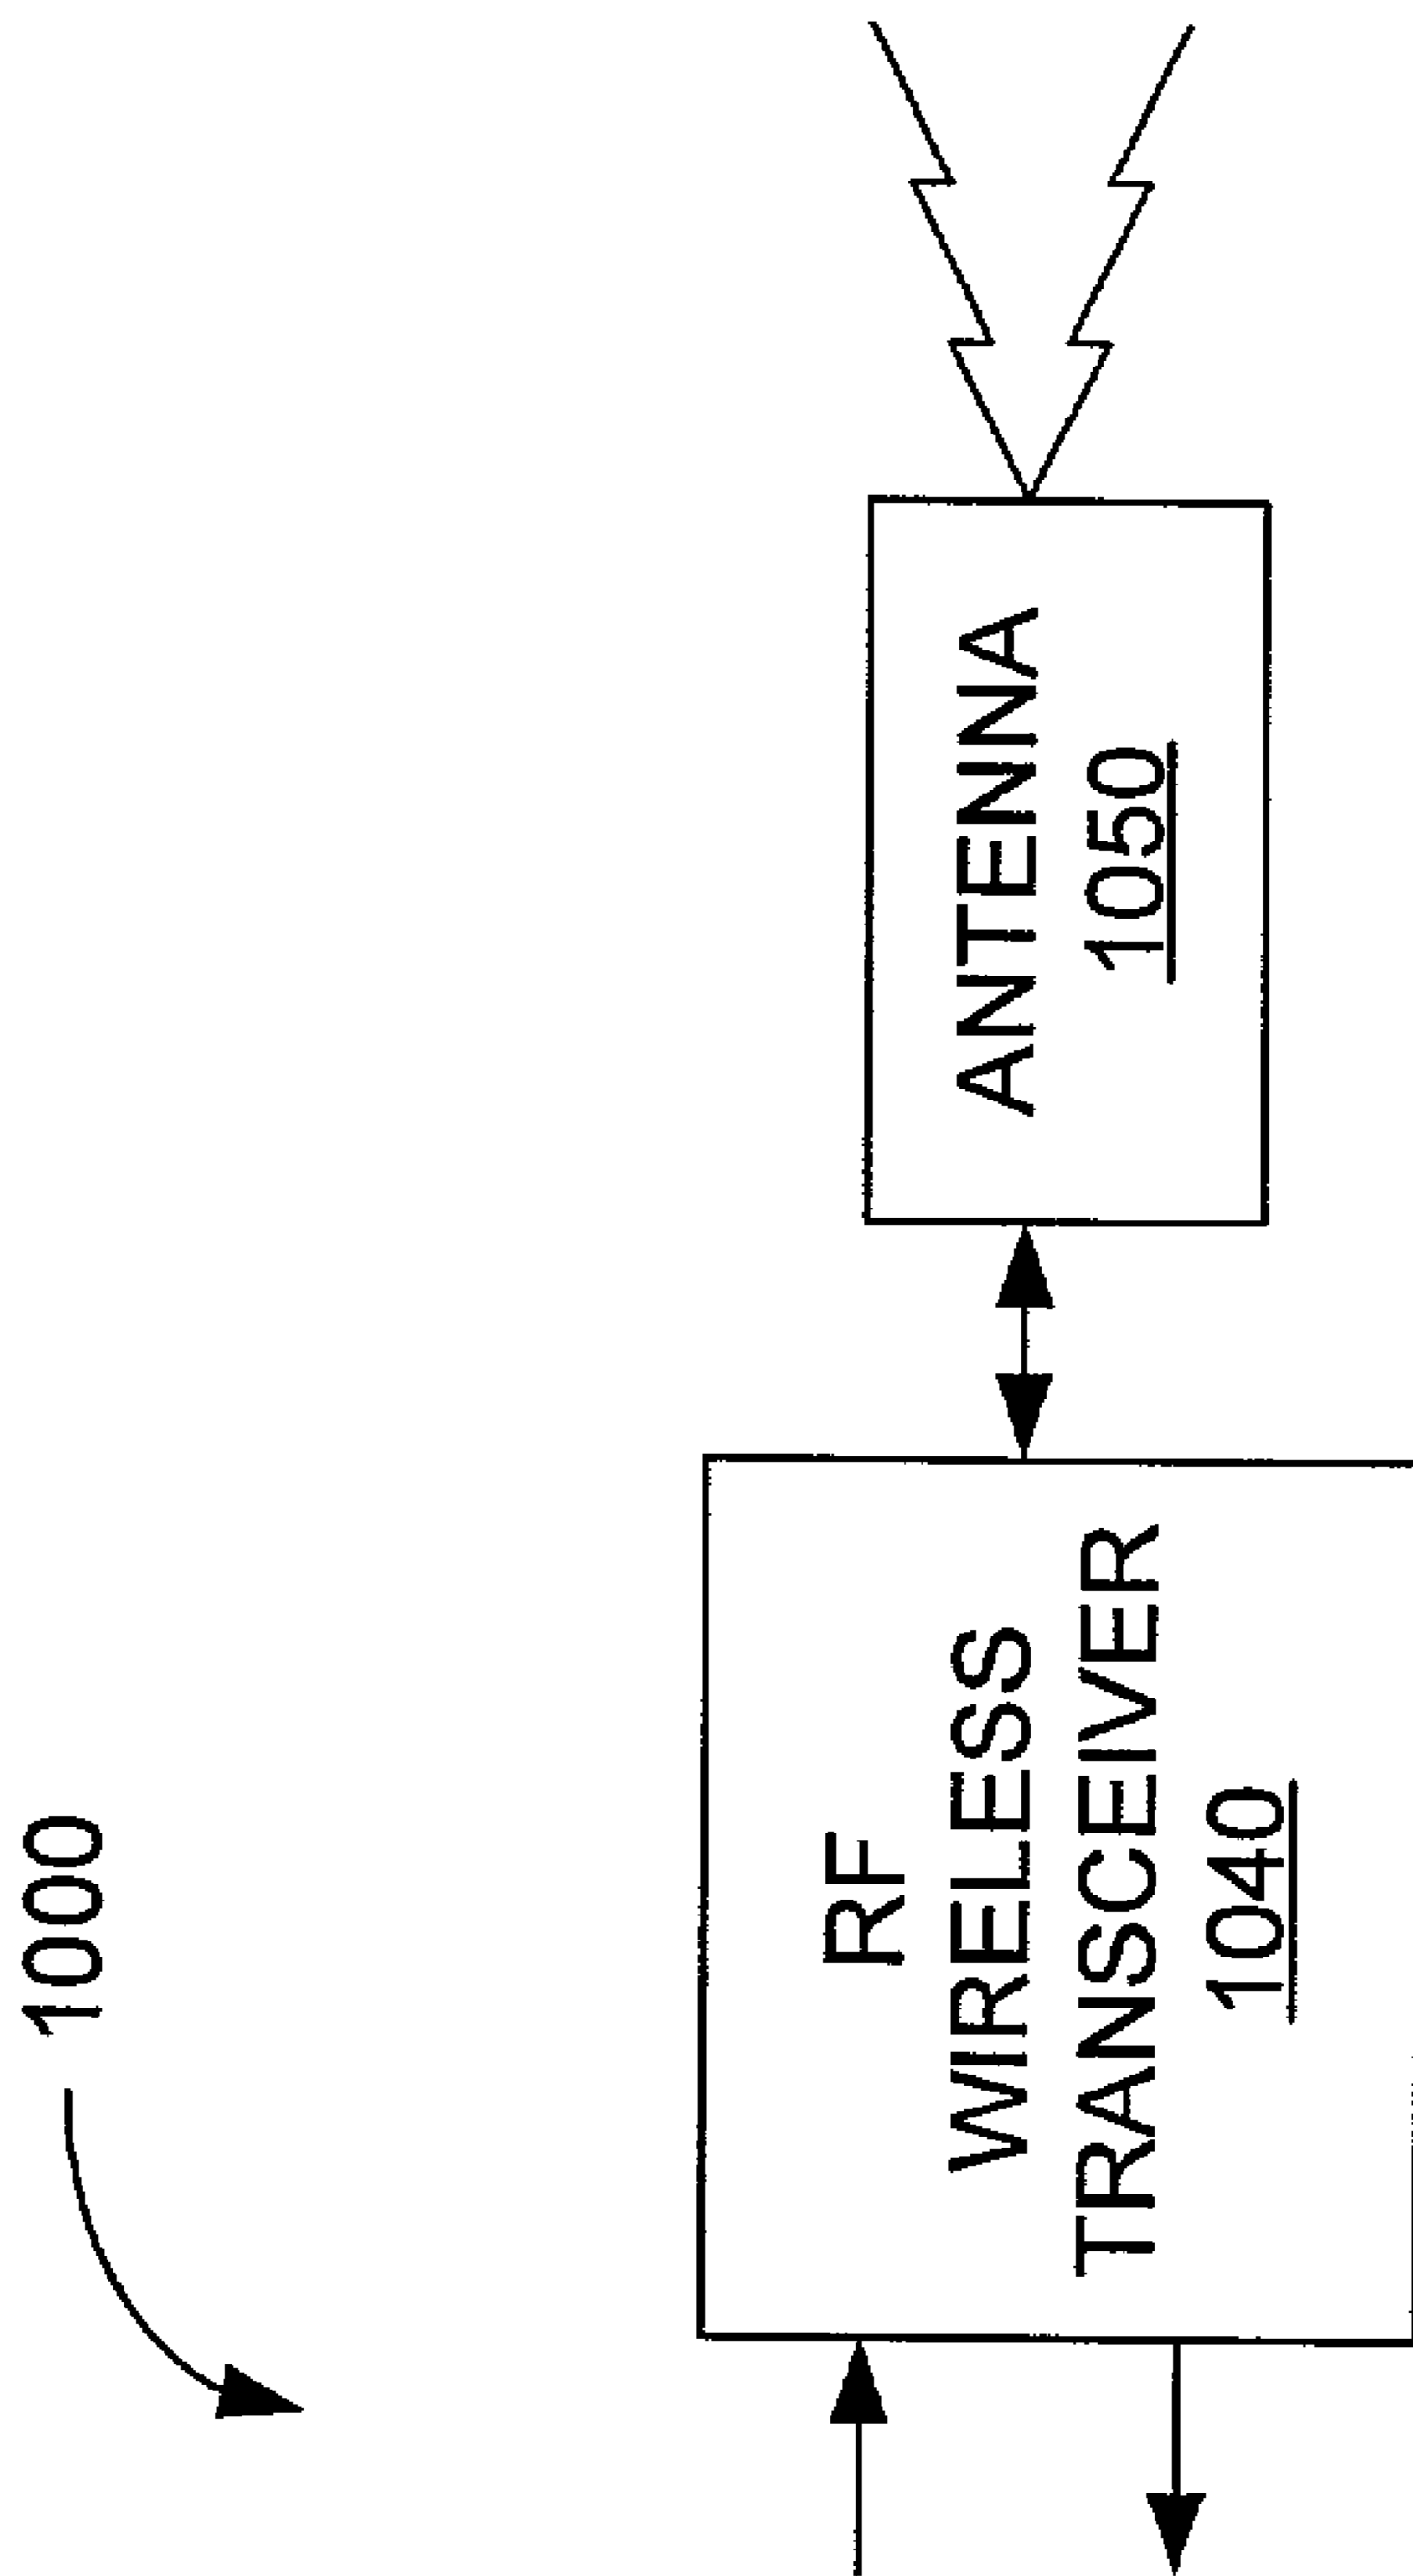 1000
RF
WIRELESS
TRANSCEIVER
1040
ANTENNA
1050